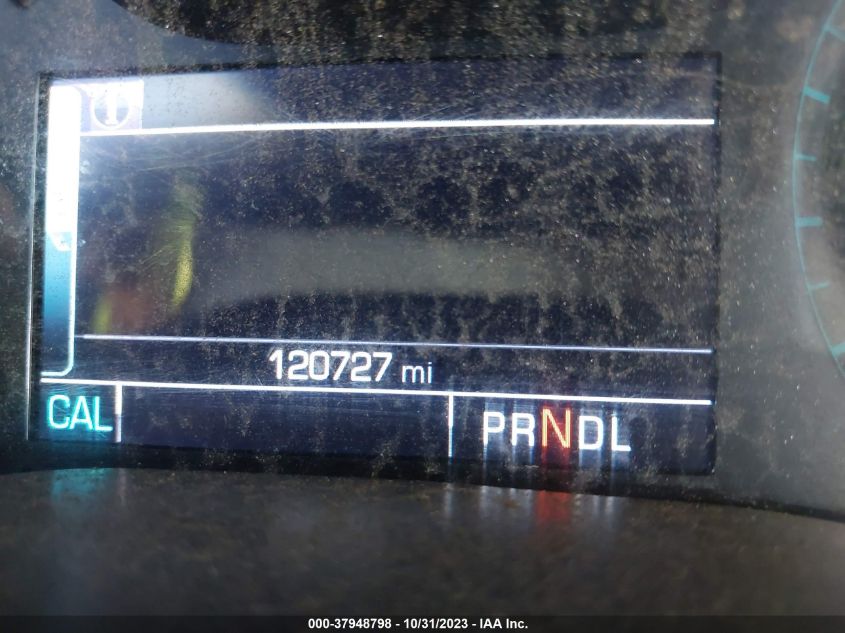 120727 mi
CAL PRNDL
000-37948798 - 10/31/2023 - IAA Inc.